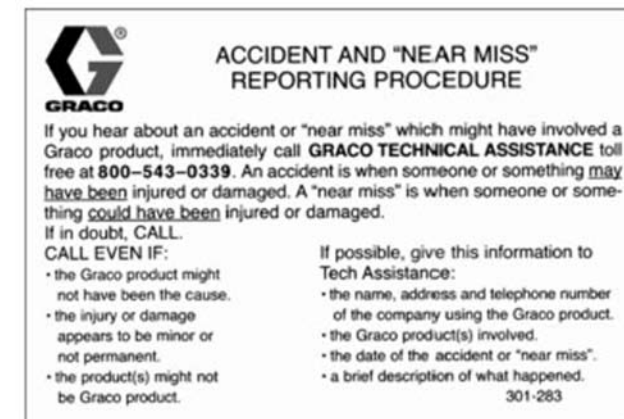 GRACO
®
ACCIDENT AND “NEAR MISS”
REPORTING PROCEDURE
If you hear about an accident or “near miss” which might have involved a
Graco product, immediately call GRACO TECHNICAL ASSISTANCE toll
free at 800–543–0339. An accident is when someone or something may
have been injured or damaged. A “near miss” is when someone or some-
thing could have been injured or damaged.
If in doubt, CALL.
CALL EVEN IF:
· the Graco product might
not have been the cause.
· the injury or damage
appears to be minor or
not permanent.
· the product(s) might not
be Graco product.
If possible, give this information to
Tech Assistance:
· the name, address and telephone number
of the company using the Graco product.
· the Graco product(s) involved.
· the date of the accident or “near miss”.
· a brief description of what happened.
301-283